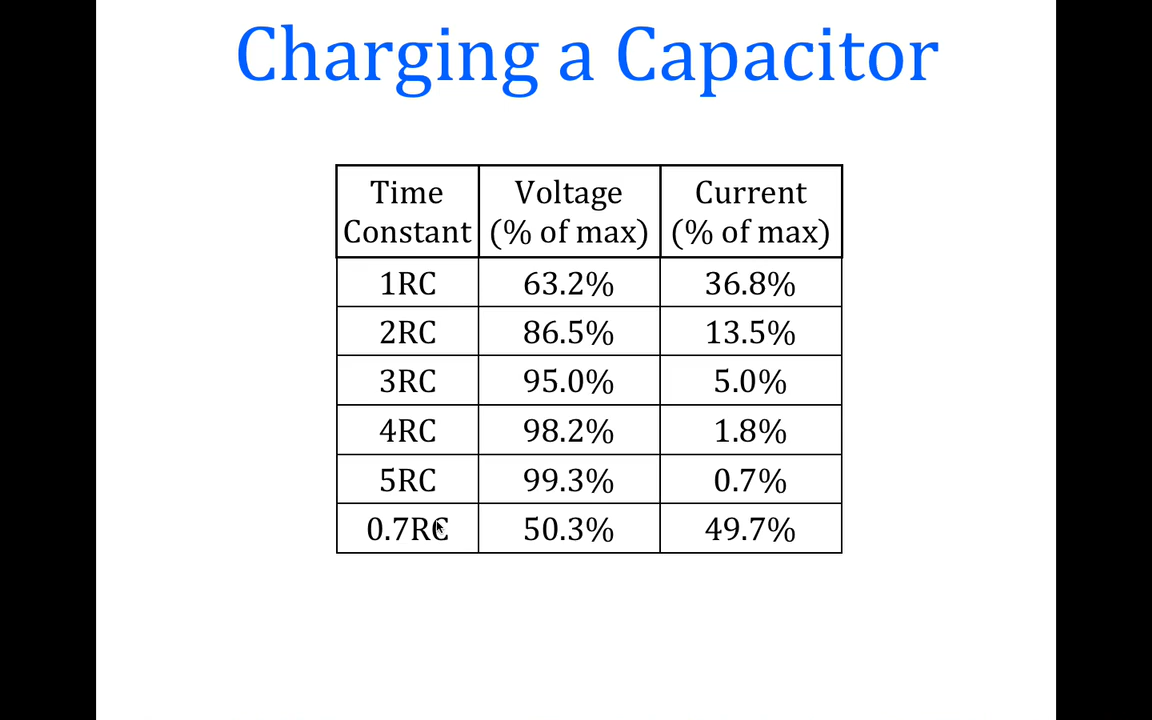 Charging a Capacitor
Time Constant Voltage (% of max) Current (% of max)
1RC 63.2% 36.8%
2RC 86.5% 13.5%
3RC 95.0% 5.0%
4RC 98.2% 1.8%
5RC 99.3% 0.7%
0.7RC 50.3% 49.7%